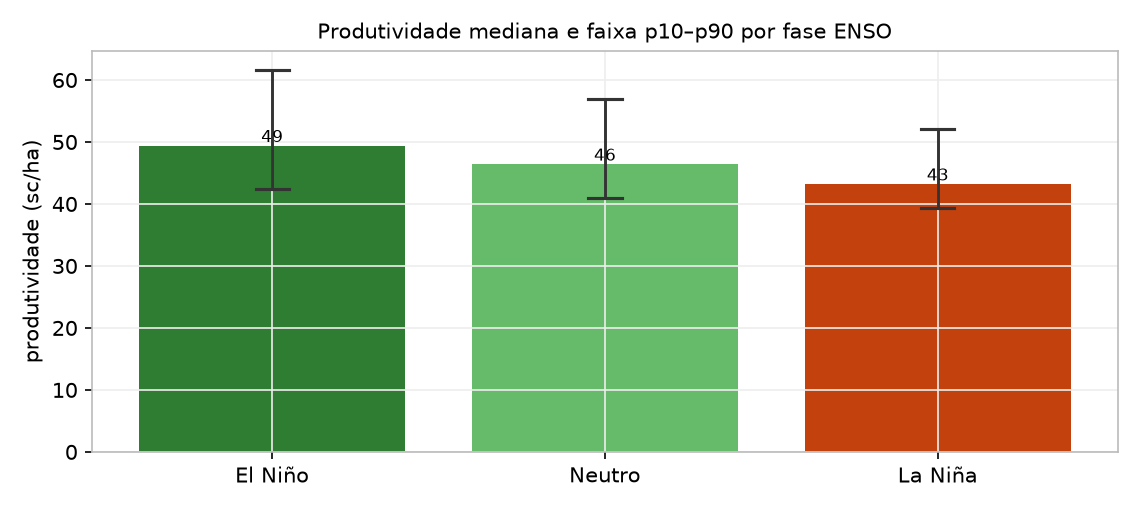 Produtividade mediana e faixa p10–p90 por fase ENSO
produtividade (sc/ha)
60
50
40
30
20
10
0
49
46
43
El Niño
Neutro
La Niña